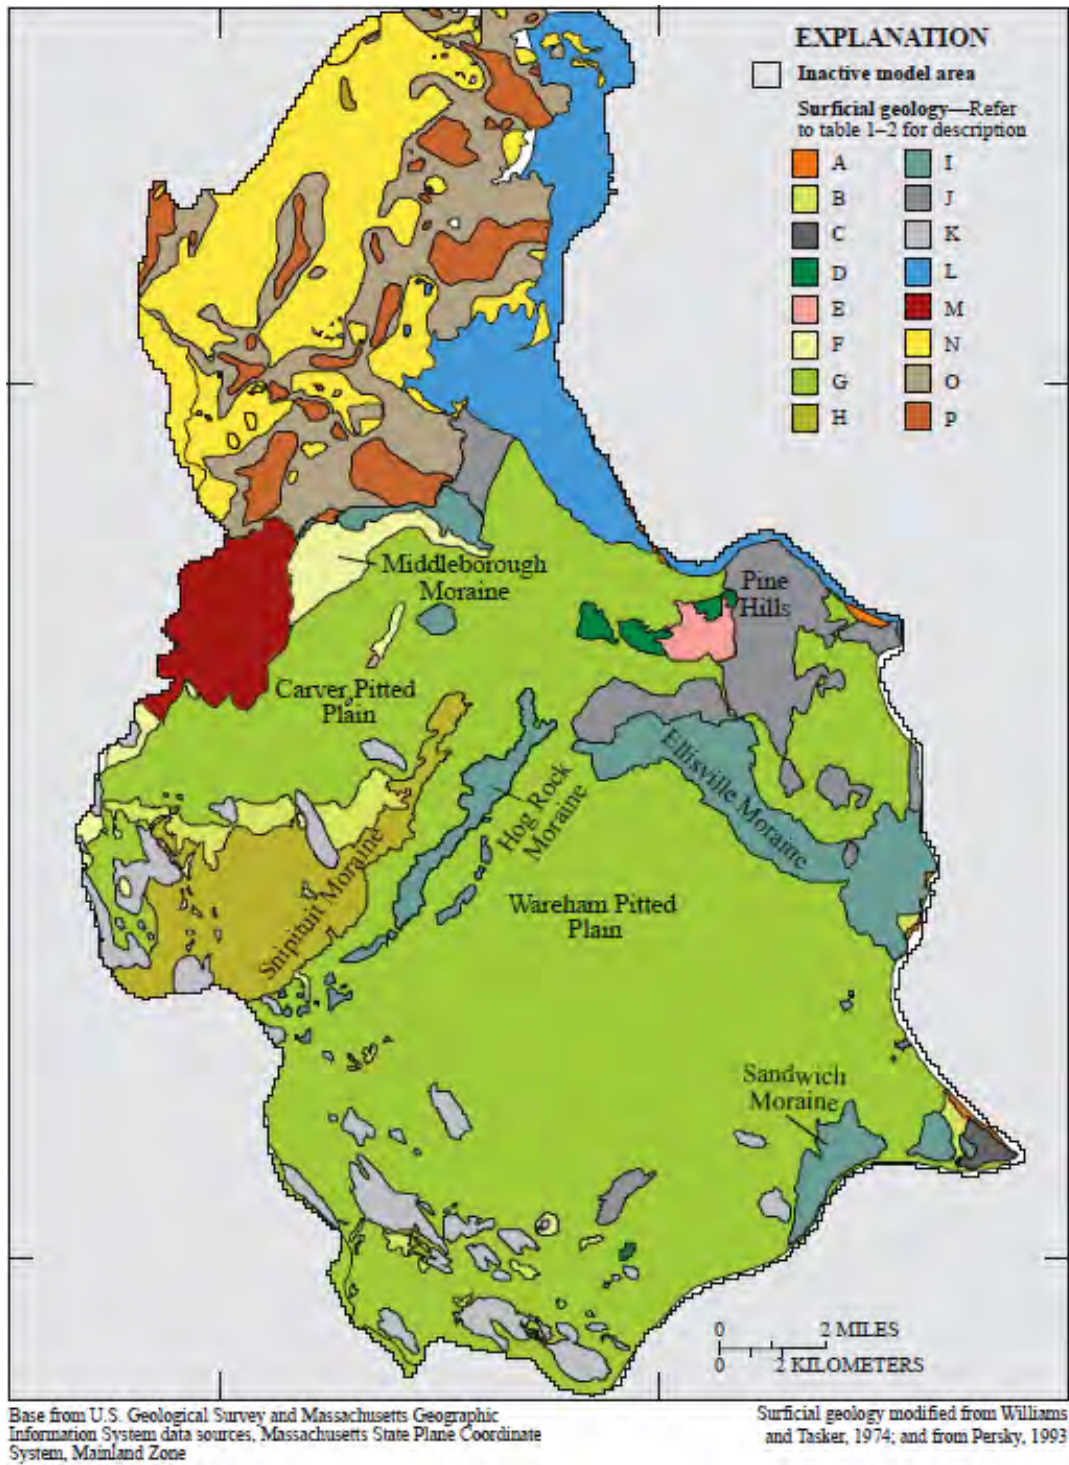 EXPLANATION
Inactive model area
Surficial geology—Refer
to table 1–2 for description
A
B
C
D
E
F
G
H
I
J
K
L
M
N
O
P
Middleborough
Moraine
Pine
Hills
Carver Pitted
Plain
Ellisville Moraine
Hog Rock
Moraine
Snipituit Moraine
Wareham Pitted
Plain
Sandwich
Moraine
0 2 MILES
0 2 KILOMETERS
Base from U.S. Geological Survey and Massachusetts Geographic
Information System data sources, Massachusetts State Plane Coordinate
System, Mainland Zone
Surficial geology modified from Williams
and Tasker, 1974; and from Persky, 1993